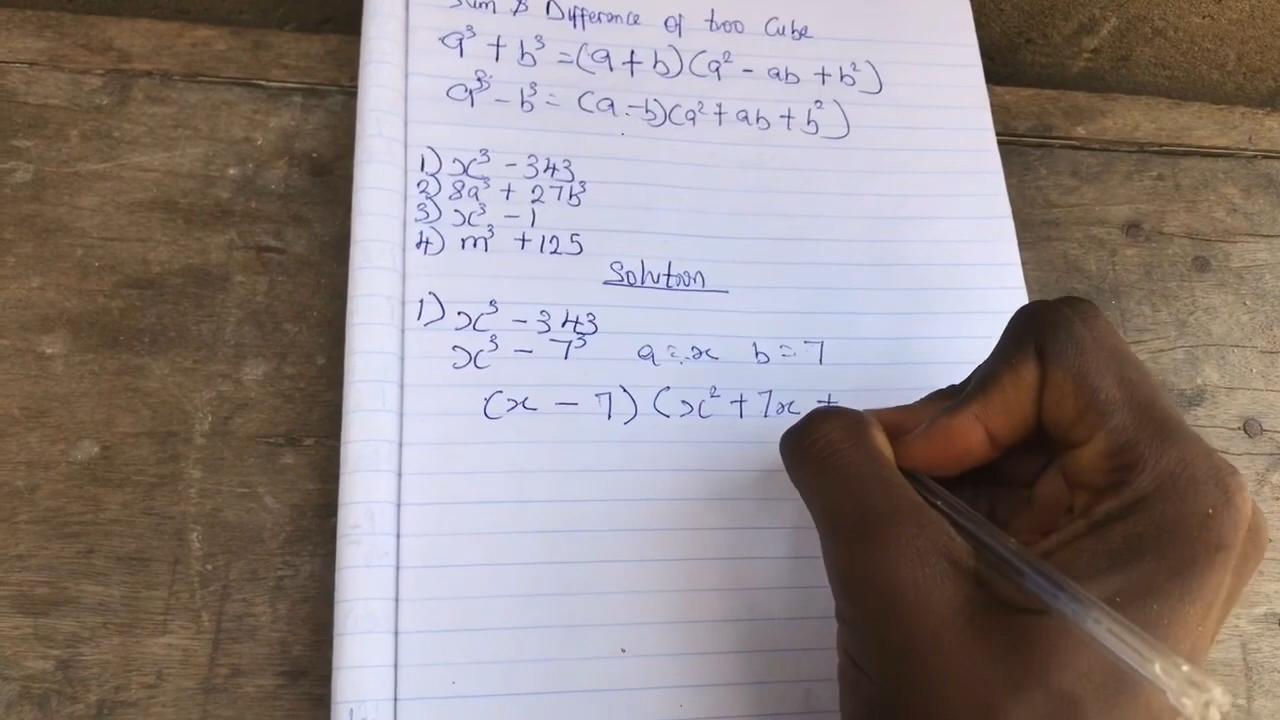 Sum & Difference of two Cube
a³ + b³ = (a + b) (a² - ab + b²)
a³ - b³ = (a - b)(a² + ab + b²)
1) x³ - 343
2) 8a³ + 27b³
3) x³ - 1
4) m³ + 125
Solution
1) x³ - 343
x³ - 7³ a = x b = 7
(x - 7) (x² + 7x +